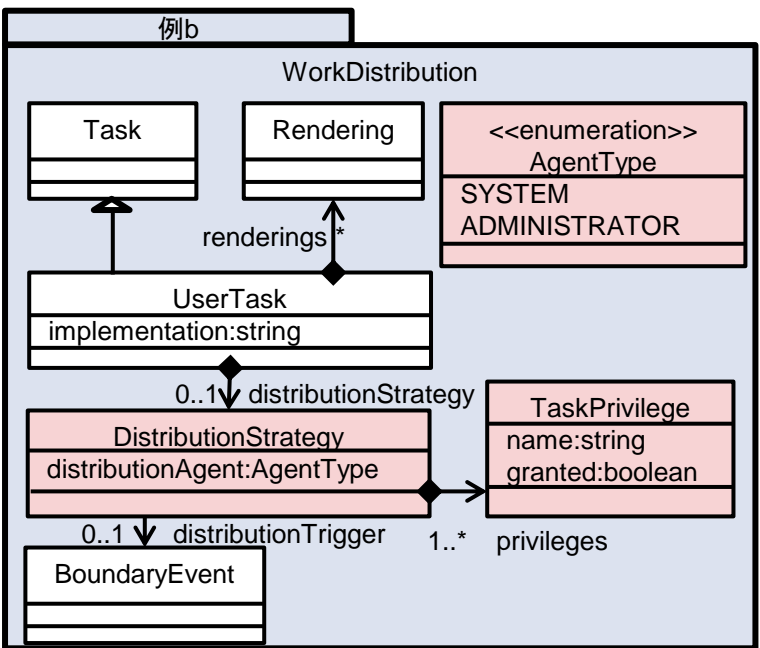 例b
WorkDistribution
Task
Rendering
<<enumeration>>
AgentType
SYSTEM
ADMINISTRATOR
renderings *
UserTask
implementation:string
0..1 distributionStrategy
DistributionStrategy
distributionAgent:AgentType
TaskPrivilege
name:string
granted:boolean
0..1 distributionTrigger
1..* privileges
BoundaryEvent